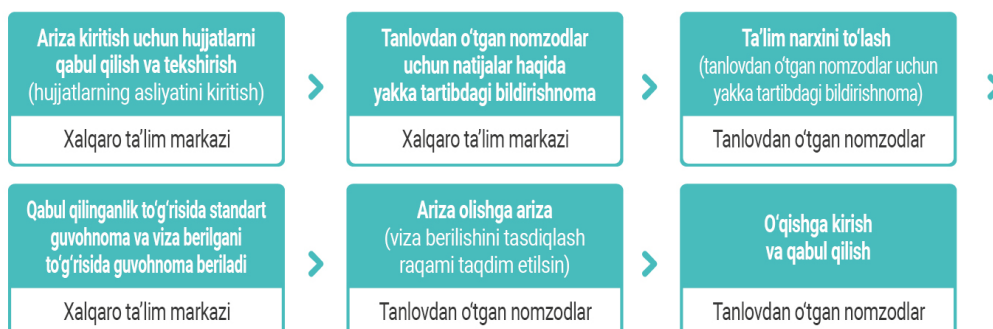 Ariza kiritish uchun hujjatlarni
qabul qilish va tekshirish
(hujjatlarning asliyatini kiritish)
Xalqaro ta’lim markazi
Tanlovdan o‘tgan nomzodlar
uchun natijalar haqida
yakka tartibdagi bildirishnoma
Xalqaro ta’lim markazi
Ta’lim narxini to‘lash
(tanlovdan o‘tgan nomzodlar uchun
yakka tartibdagi bildirishnoma)
Tanlovdan o‘tgan nomzodlar
Qabul qilinganlik to‘g‘risida standart
guvohnoma va viza berilgani
to‘g‘risida guvohnoma beriladi
Xalqaro ta’lim markazi
Ariza olishga ariza
(viza berilishini tasdiqlash
raqami taqdim etilsin)
Tanlovdan o‘tgan nomzodlar
O‘qishga kirish
va qabul qilish
Tanlovdan o‘tgan nomzodlar